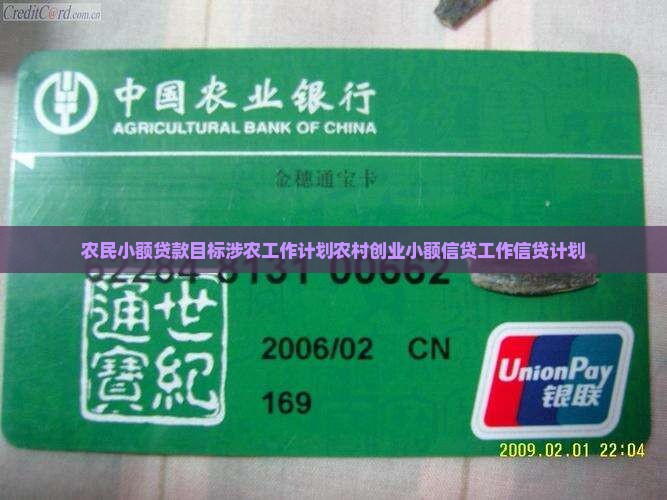 CreditCard.com.cn
中国农业银行
AGRICULTURAL BANK OF CHINA
金穗通宝卡
农民小额贷款目标涉农工作计划农村创业小额信贷工作信贷计划
世紀
通寶
2006/02 CN
169
UnionPay
银联
2009.02.01 22:04